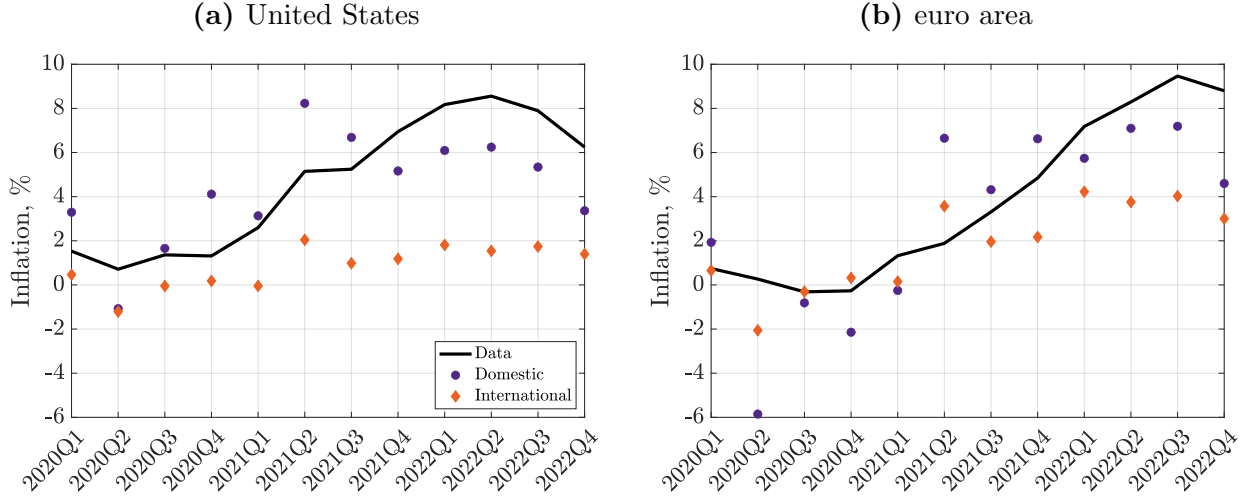 (a) United States
Inflation, %
10
8
6
4
2
0
-2
-4
-6
2020Q1
2020Q2
2020Q3
2020Q4
2021Q1
2021Q2
2021Q3
2021Q4
2022Q1
2022Q2
2022Q3
2022Q4
Data
Domestic
International
(b) euro area
Inflation, %
10
8
6
4
2
0
-2
-4
-6
2020Q1
2020Q2
2020Q3
2020Q4
2021Q1
2021Q2
2021Q3
2021Q4
2022Q1
2022Q2
2022Q3
2022Q4